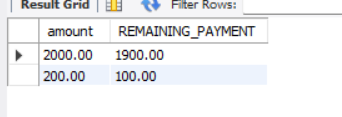 Result Grid Filter Rows:
amount REMAINING_PAYMENT
2000.00 1900.00
200.00 100.00